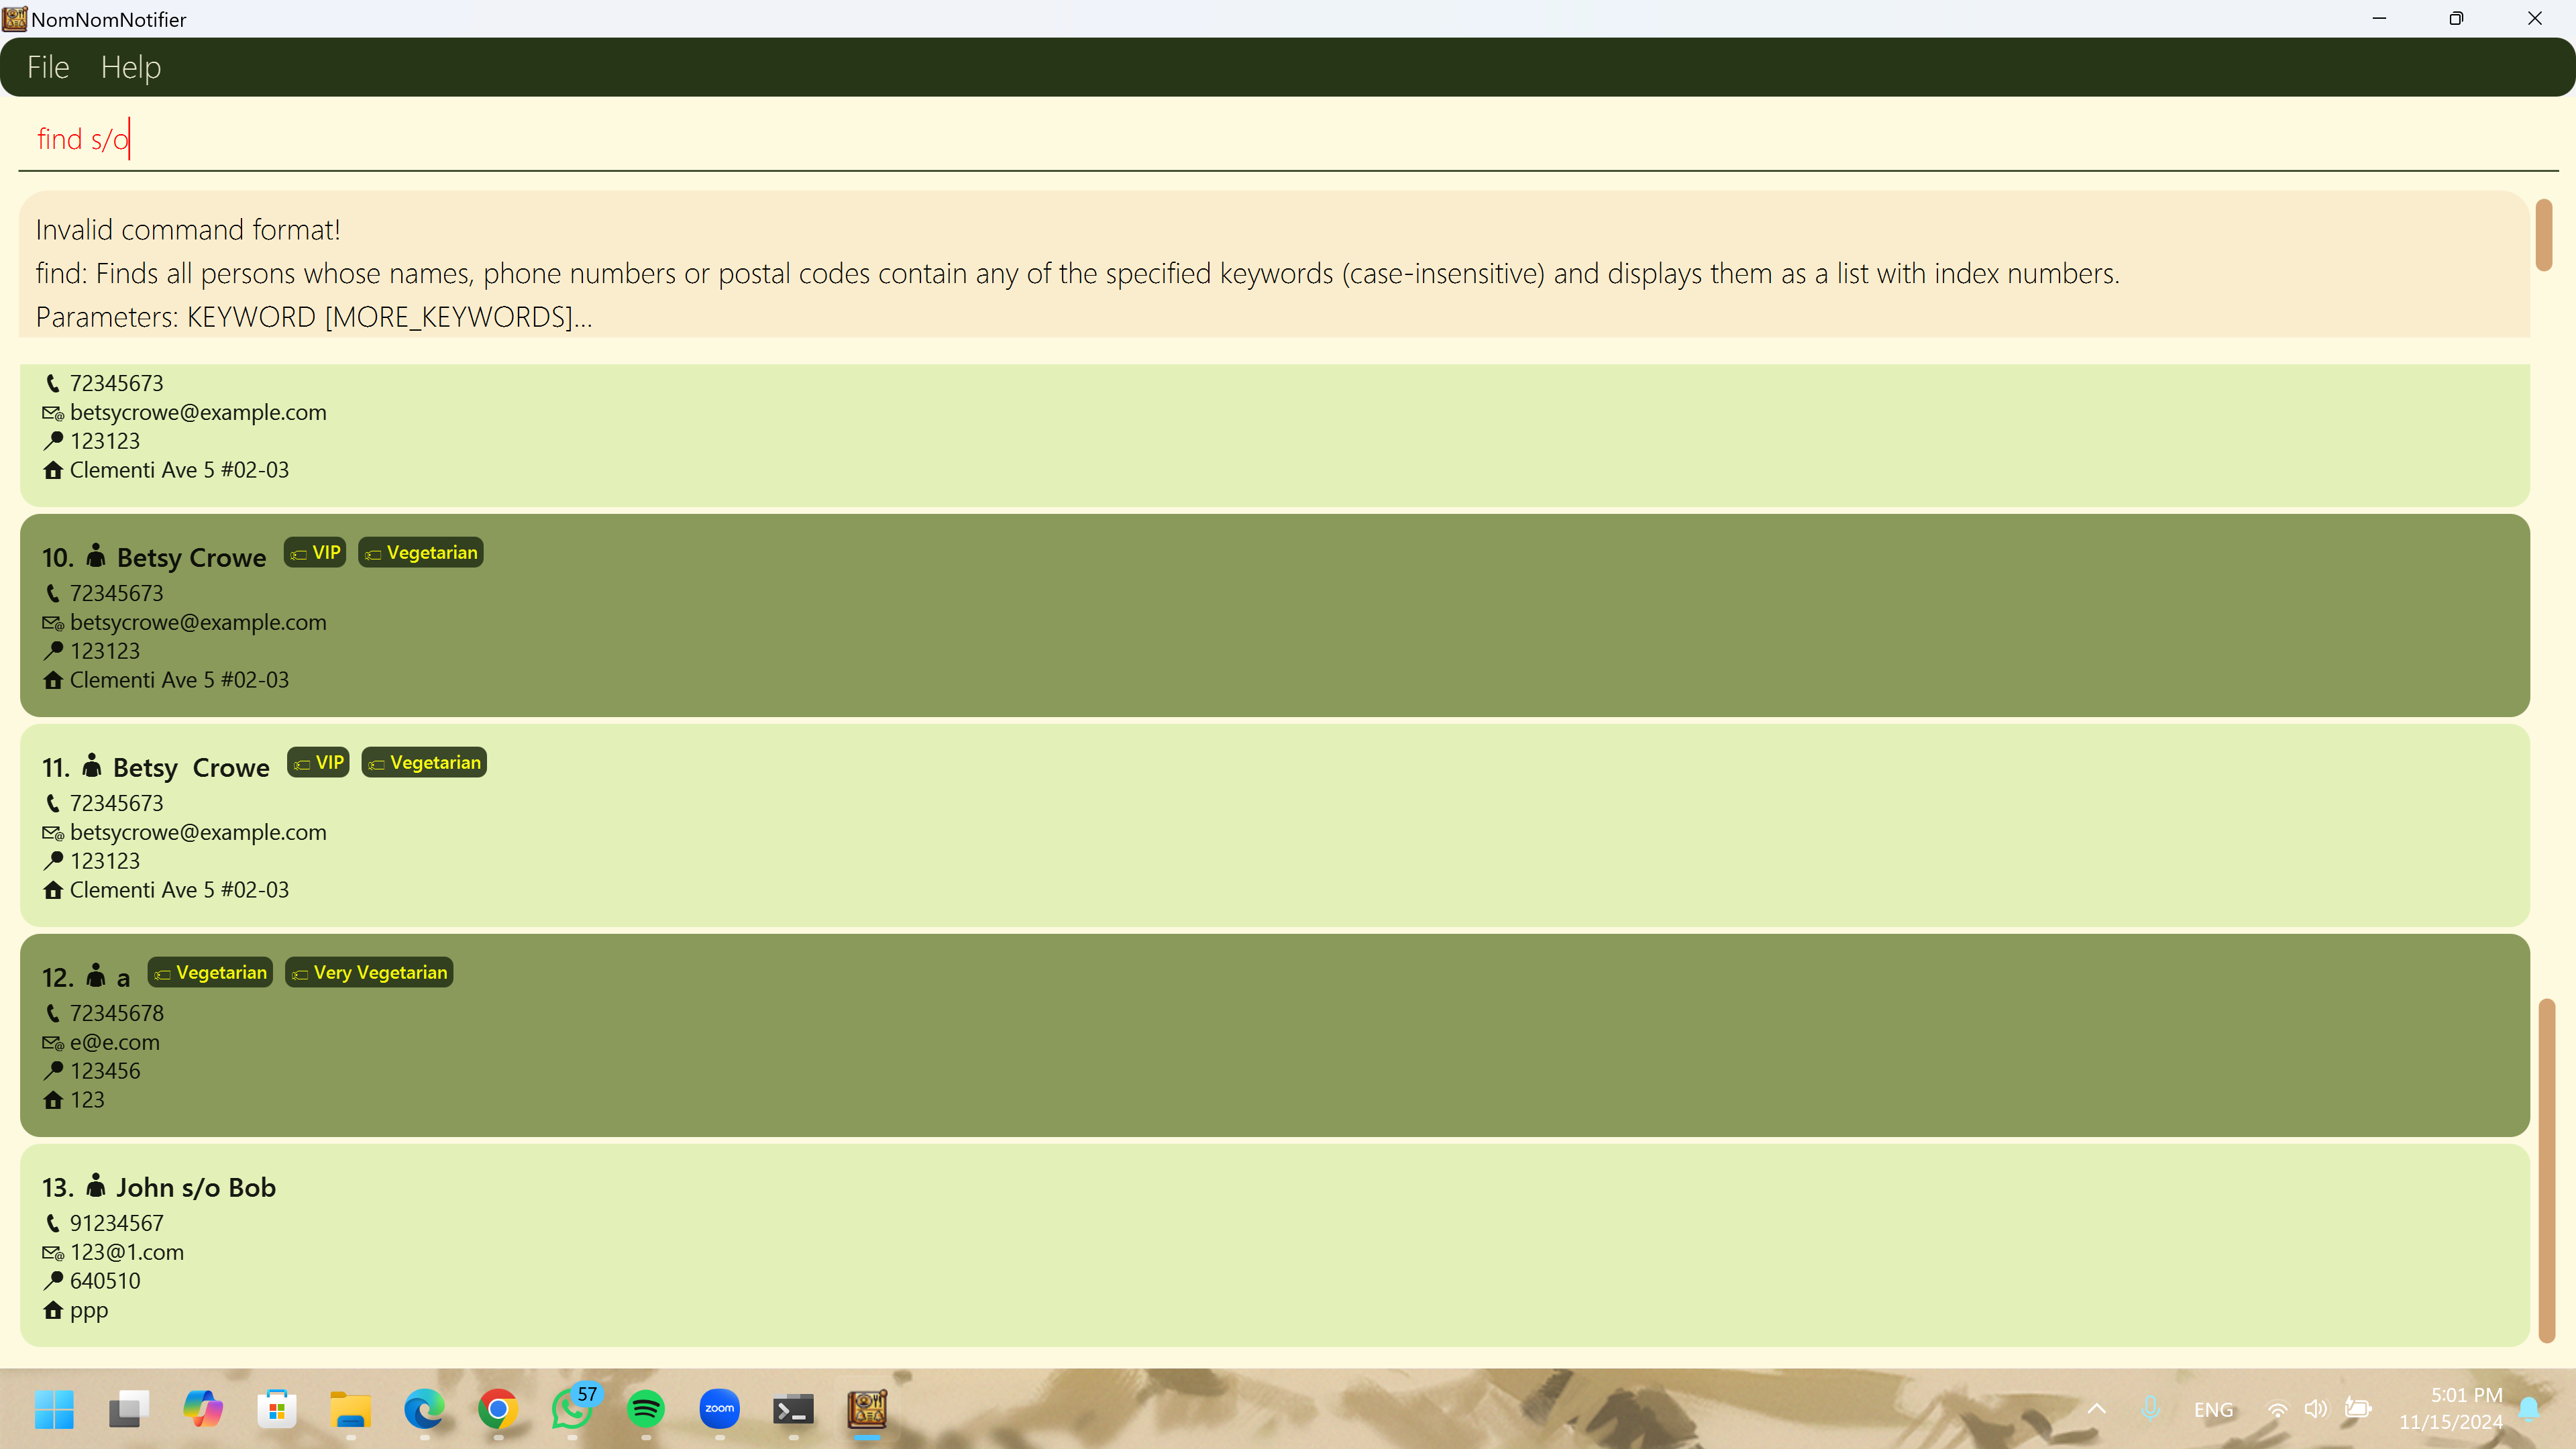 NomNomNotifier
File Help
find s/o
Invalid command format!
find: Finds all persons whose names, phone numbers or postal codes contain any of the specified keywords (case-insensitive) and displays them as a list with index numbers.
Parameters: KEYWORD [MORE_KEYWORDS]...
72345673
betsycrowe@example.com
123123
Clementi Ave 5 #02-03
10. Betsy Crowe VIP Vegetarian
72345673
betsycrowe@example.com
123123
Clementi Ave 5 #02-03
11. Betsy  Crowe VIP Vegetarian
72345673
betsycrowe@example.com
123123
Clementi Ave 5 #02-03
12. a Vegetarian Very Vegetarian
72345678
e@e.com
123456
123
13. John s/o Bob
91234567
123@1.com
640510
ppp
57
zoom
ENG
5:01 PM
11/15/2024